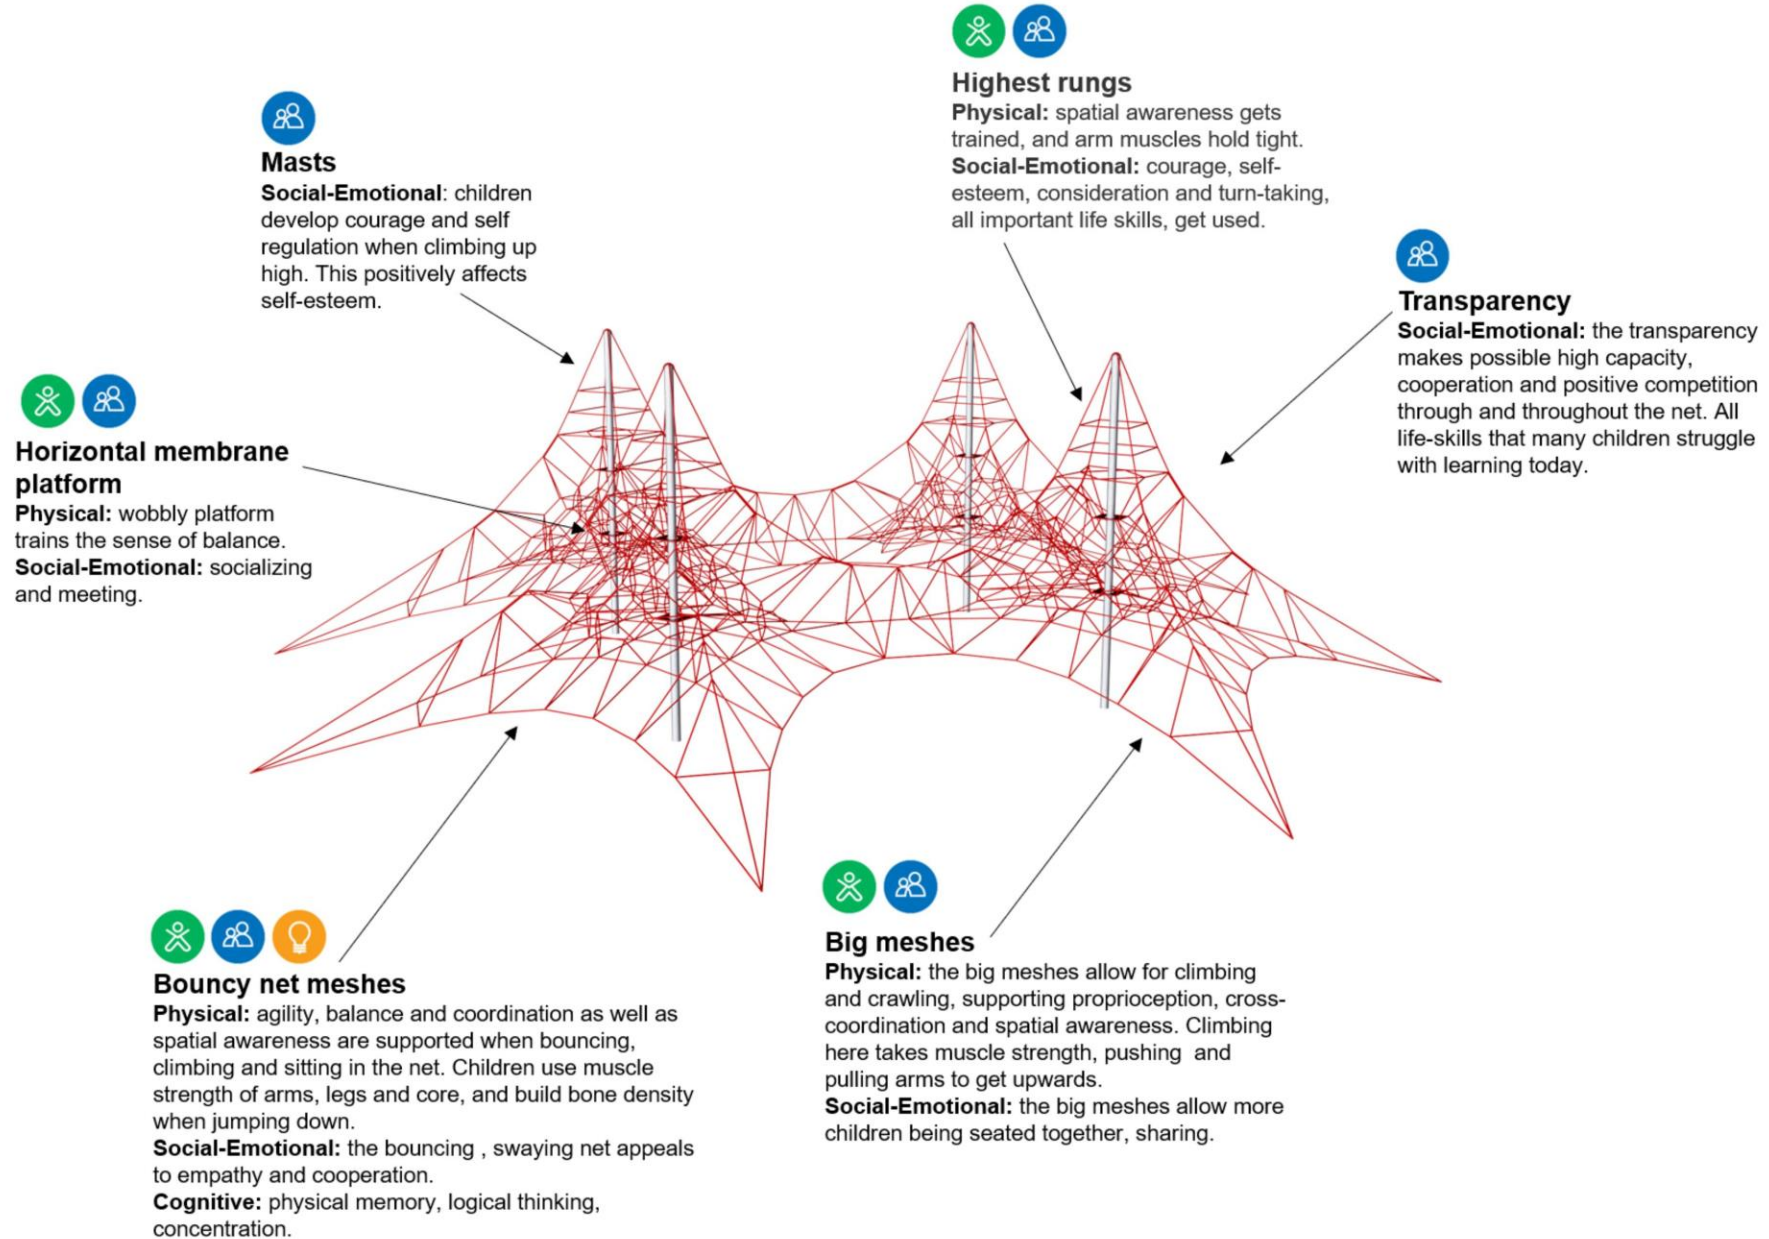 Highest rungs
Physical: spatial awareness gets
trained, and arm muscles hold tight.
Social-Emotional: courage, self-
esteem, consideration and turn-taking,
all important life skills, get used.
Masts
Social-Emotional: children
develop courage and self
regulation when climbing up
high. This positively affects
self-esteem.
Transparency
Social-Emotional: the transparency
makes possible high capacity,
cooperation and positive competition
through and throughout the net. All
life-skills that many children struggle
with learning today.
Horizontal membrane
platform
Physical: wobbly platform
trains the sense of balance.
Social-Emotional: socializing
and meeting.
Bouncy net meshes
Physical: agility, balance and coordination as well as
spatial awareness are supported when bouncing,
climbing and sitting in the net. Children use muscle
strength of arms, legs and core, and build bone density
when jumping down.
Social-Emotional: the bouncing , swaying net appeals
to empathy and cooperation.
Cognitive: physical memory, logical thinking,
concentration.
Big meshes
Physical: the big meshes allow for climbing
and crawling, supporting proprioception, cross-
coordination and spatial awareness. Climbing
here takes muscle strength, pushing  and
pulling arms to get upwards.
Social-Emotional: the big meshes allow more
children being seated together, sharing.